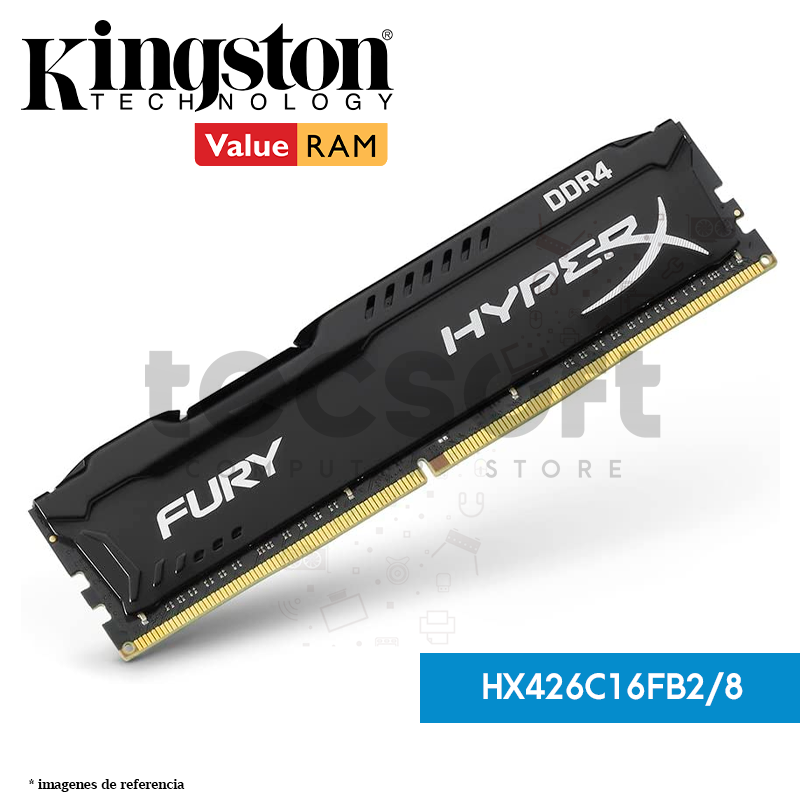 Kingston®
TECHNOLOGY
Value RAM
DDR4
HYPERX
FURY
tecsoft
COMPUTER STORE
HX426C16FB2/8
* imagenes de referencia